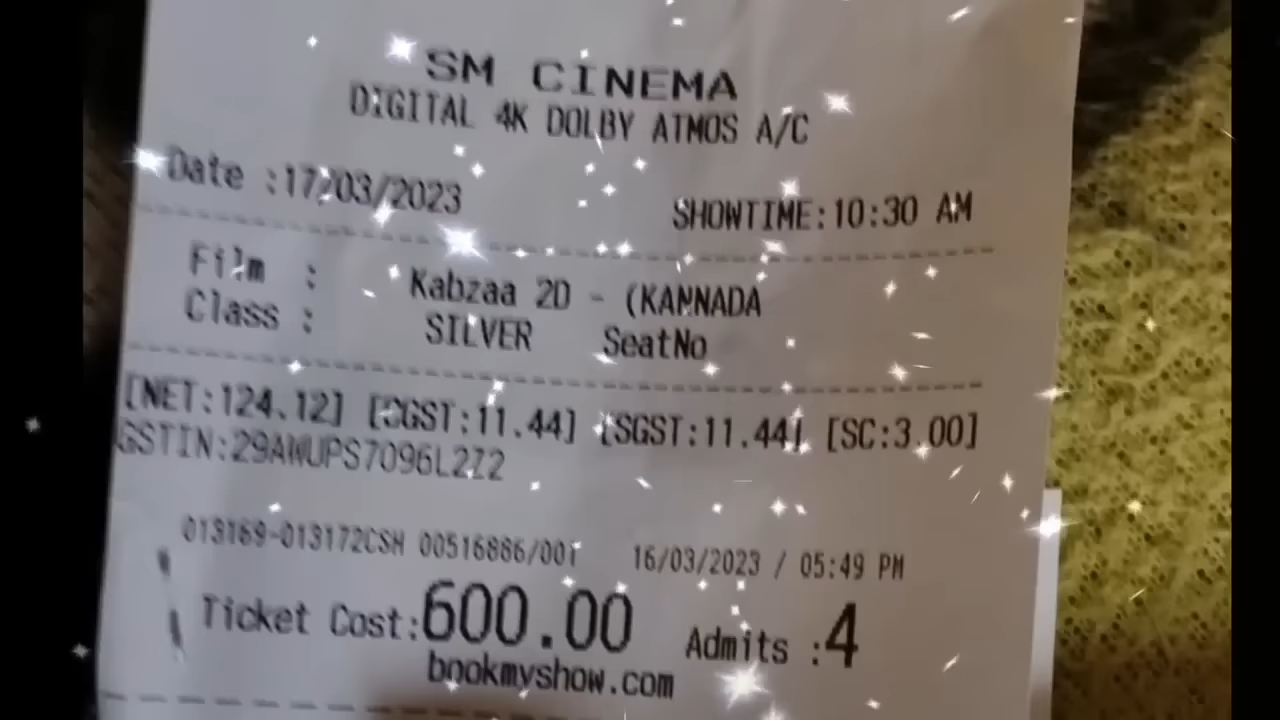 SM CINEMA
DIGITAL 4K DOLBY ATMOS A/C
Date :17/03/2023 SHOWTIME:10:30 AM
Film : Kabzaa 2D - (KANNADA
Class : SILVER SeatNo
[NET:124.12] [CGST:11.44] [SGST:11.44] [SC:3.00]
GSTIN:29AWUPS7096L2Z2
013169-013172CSH 00516886/001 16/03/2023 / 05:49 PM
Ticket Cost:600.00 Admits :4
bookmyshow.com